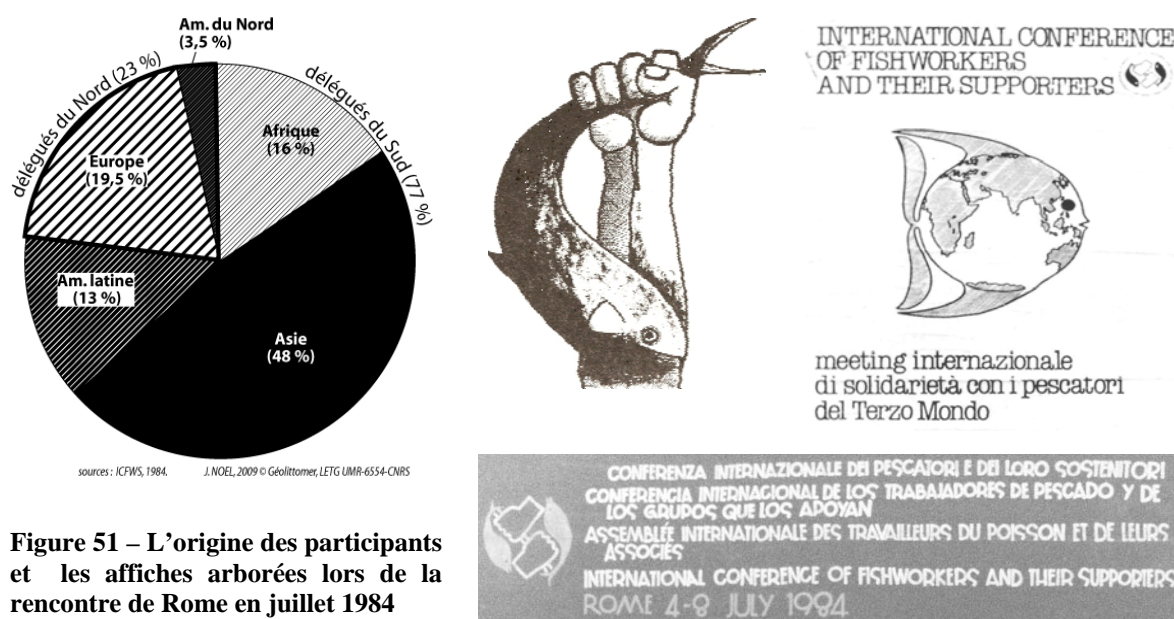 Am. du Nord
(3,5 %)
délégués du Nord (23 %)
délégués du Sud (77 %)
Afrique
(16 %)
Europe
(19,5 %)
Am. latine
(13 %)
Asie
(48 %)
sources : ICFWS, 1984. J. NOEL, 2009 © Géolittomer, LETG UMR-6554-CNRS
Figure 51 – L'origine des participants
et les affiches arborées lors de la
rencontre de Rome en juillet 1984
INTERNATIONAL CONFERENCE
OF FISHWORKERS
AND THEIR SUPPORTERS
meeting internazionale
di solidarietà con i pescatori
del Terzo Mondo
CONFERENZA INTERNAZIONALE DEI PESCATORI E DEI LORO SOSTENITORI
CONFERENCIA INTERNACIONAL DE LOS TRABAJADORES DE PESCADO Y DE
LOS GRUPOS QUE LOS APOYAN
ASSEMBLÉE INTERNATIONALE DES TRAVAILLEURS DU POISSON ET DE LEURS
ASSOCIÉS
INTERNATIONAL CONFERENCE OF FISHWORKERS AND THEIR SUPPORTERS
ROME 4-8 JULY 1984